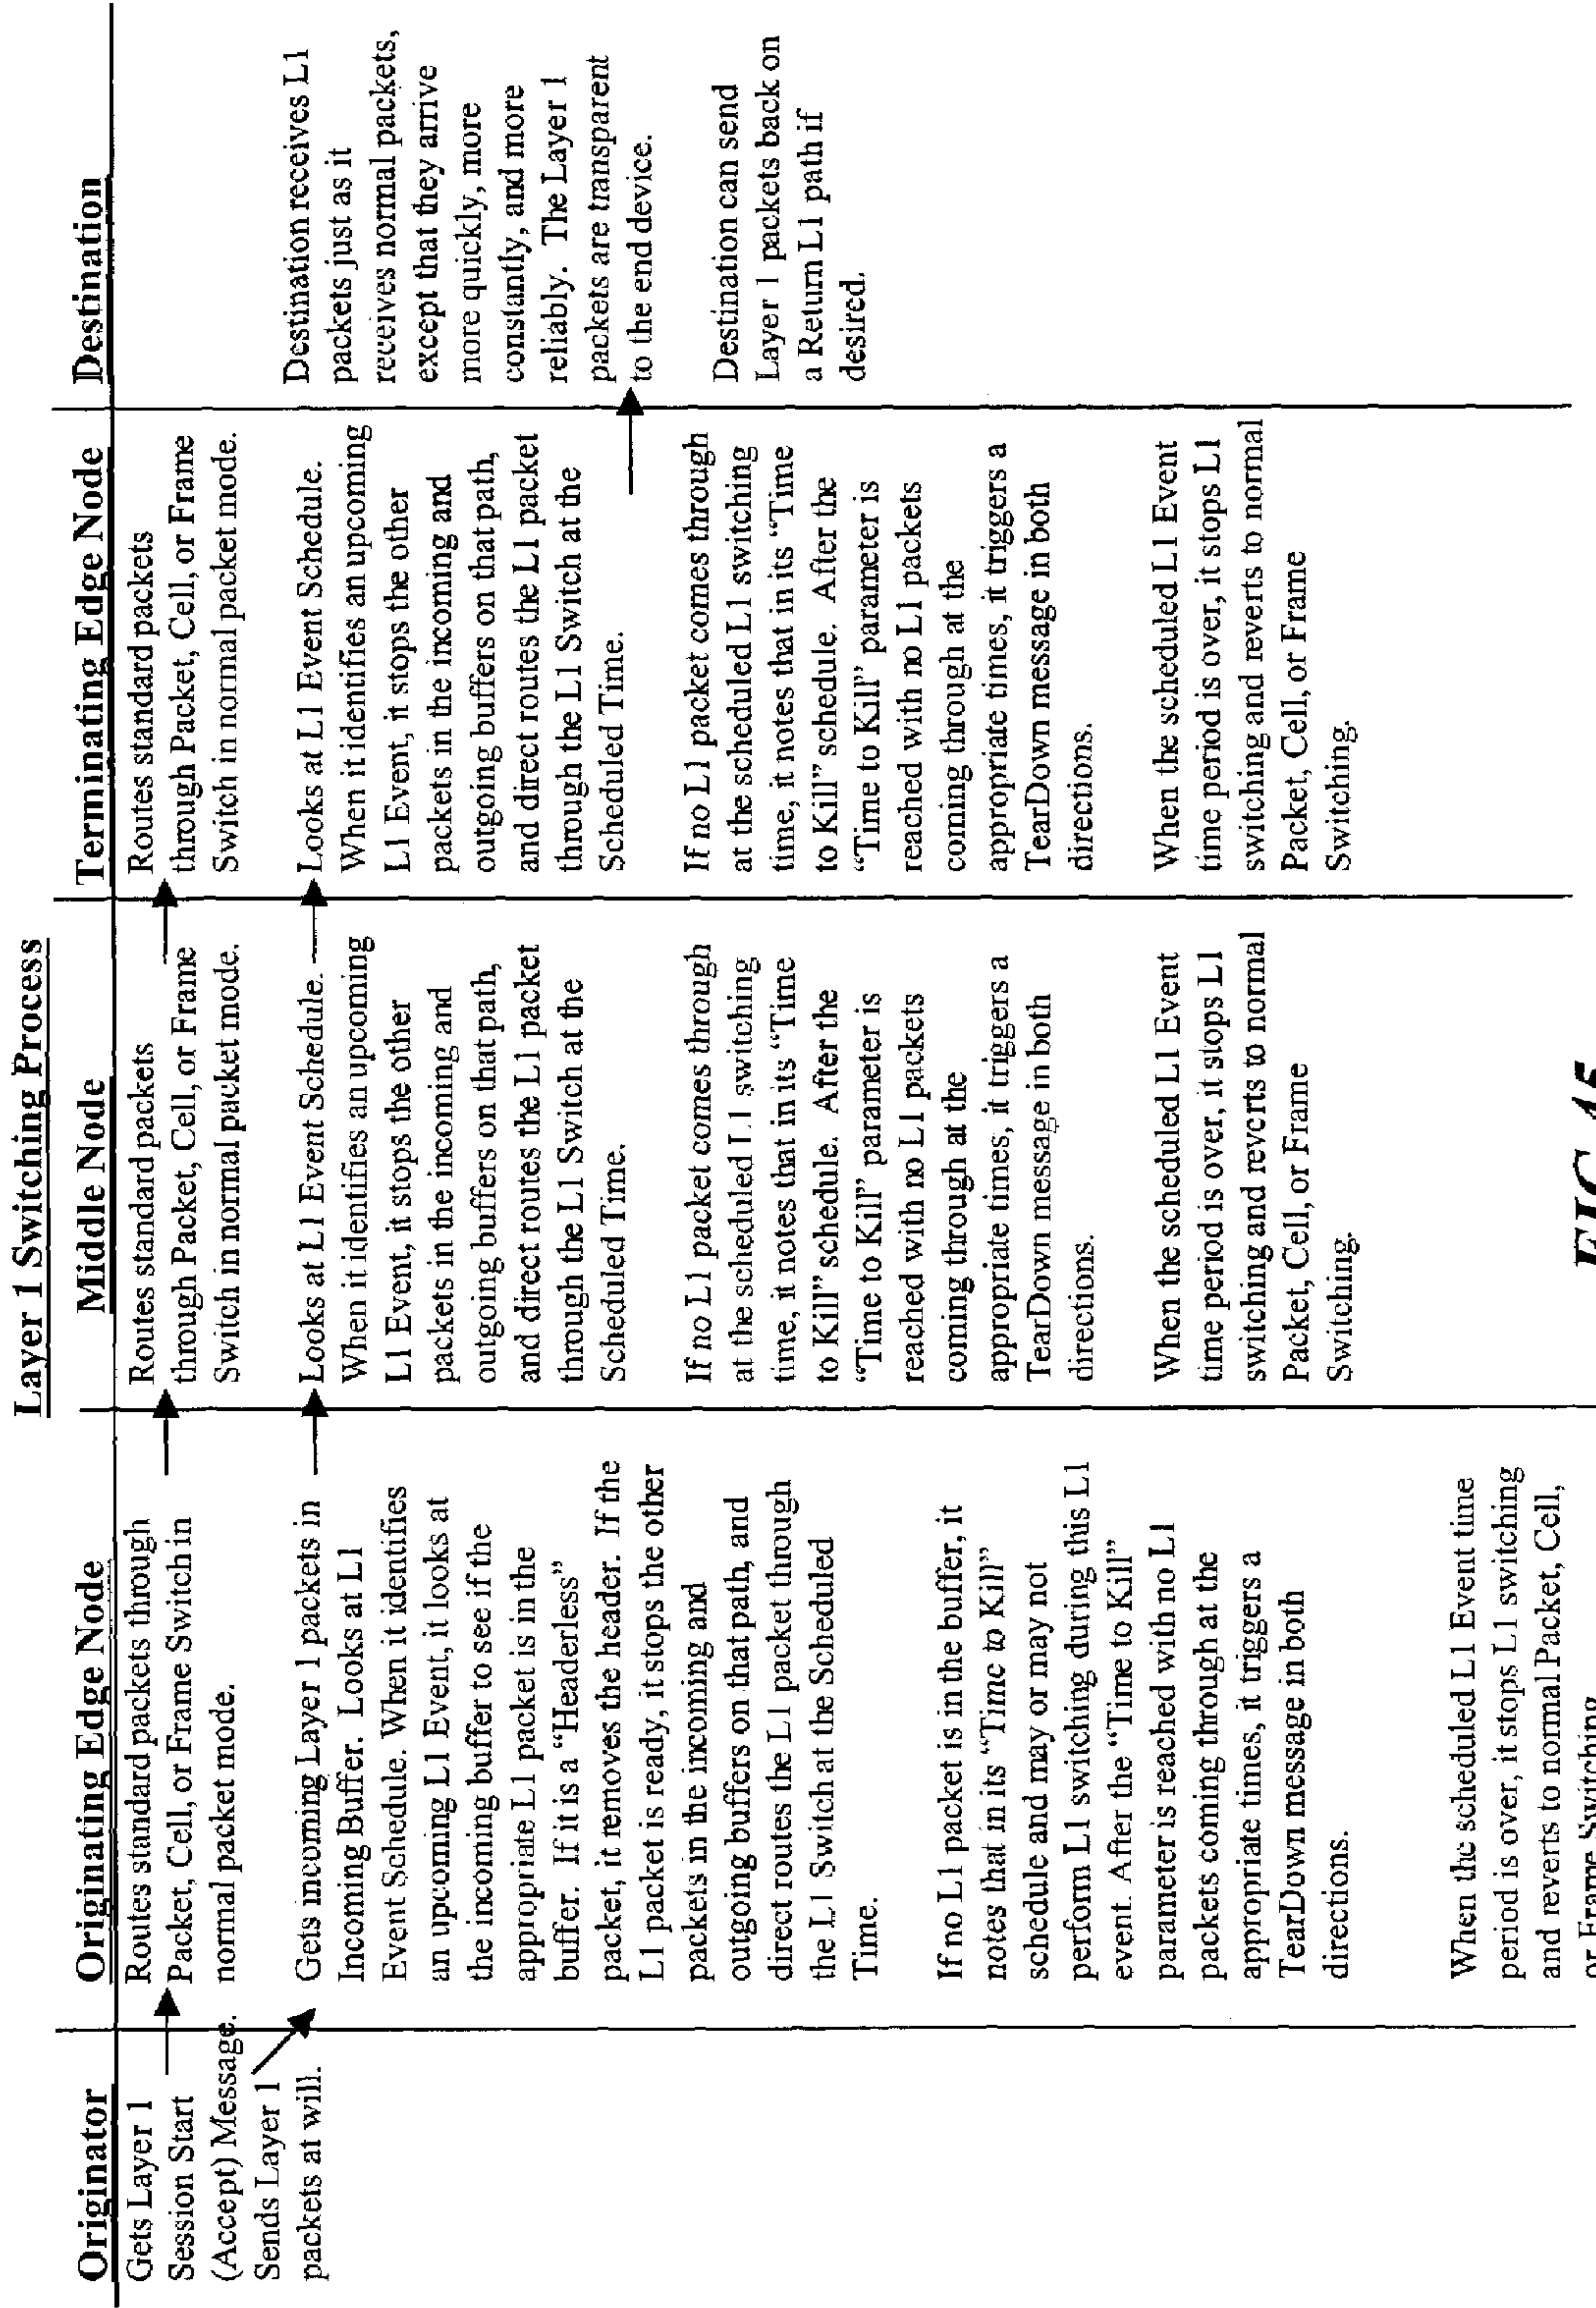 Layer 1 Switching Process
Originator
Gets Layer 1
Session Start
(Accept) Message.
Sends Layer 1
packets at will.
Originating Edge Node
Routes standard packets through
Packet, Cell, or Frame Switch in
normal packet mode.
Gets incoming Layer 1 packets in
Incoming Buffer. Looks at L1
Event Schedule. When it identifies
an upcoming L1 Event, it looks at
the incoming buffer to see if the
appropriate L1 packet is in the
buffer. If it is a “Headerless”
packet, it removes the header. If the
L1 packet is ready, it stops the other
packets in the incoming and
outgoing buffers on that path, and
direct routes the L1 packet through
the L1 Switch at the Scheduled
Time.
If no L1 packet is in the buffer, it
notes that in its “Time to Kill”
schedule and may or may not
perform L1 switching during this L1
event. After the “Time to Kill”
parameter is reached with no L1
packets coming through at the
appropriate times, it triggers a
TearDown message in both
directions.
When the scheduled L1 Event time
period is over, it stops L1 switching
and reverts to normal Packet, Cell,
or Frame Switching
Middle Node
Routes standard packets
through Packet, Cell, or Frame
Switch in normal packet mode.
Looks at L1 Event Schedule.
When it identifies an upcoming
L1 Event, it stops the other
packets in the incoming and
outgoing buffers on that path,
and direct routes the L1 packet
through the L1 Switch at the
Scheduled Time.
If no L1 packet comes through
at the scheduled L1 switching
time, it notes that in its “Time
to Kill” schedule. After the
“Time to Kill” parameter is
reached with no L1 packets
coming through at the
appropriate times, it triggers a
TearDown message in both
directions.
When the scheduled L1 Event
time period is over, it stops L1
switching and reverts to normal
Packet, Cell, or Frame
Switching.
Terminating Edge Node
Routes standard packets
through Packet, Cell, or Frame
Switch in normal packet mode.
Looks at L1 Event Schedule.
When it identifies an upcoming
L1 Event, it stops the other
packets in the incoming and
outgoing buffers on that path,
and direct routes the L1 packet
through the L1 Switch at the
Scheduled Time.
If no L1 packet comes through
at the scheduled L1 switching
time, it notes that in its “Time
to Kill” schedule. After the
“Time to Kill” parameter is
reached with no L1 packets
coming through at the
appropriate times, it triggers a
TearDown message in both
directions.
When the scheduled L1 Event
time period is over, it stops L1
switching and reverts to normal
Packet, Cell, or Frame
Switching.
Destination
Destination receives L1
packets just as it
receives normal packets,
except that they arrive
more quickly, more
constantly, and more
reliably. The Layer 1
packets are transparent
to the end device.
Destination can send
Layer 1 packets back on
a Return L1 path if
desired.
FIG